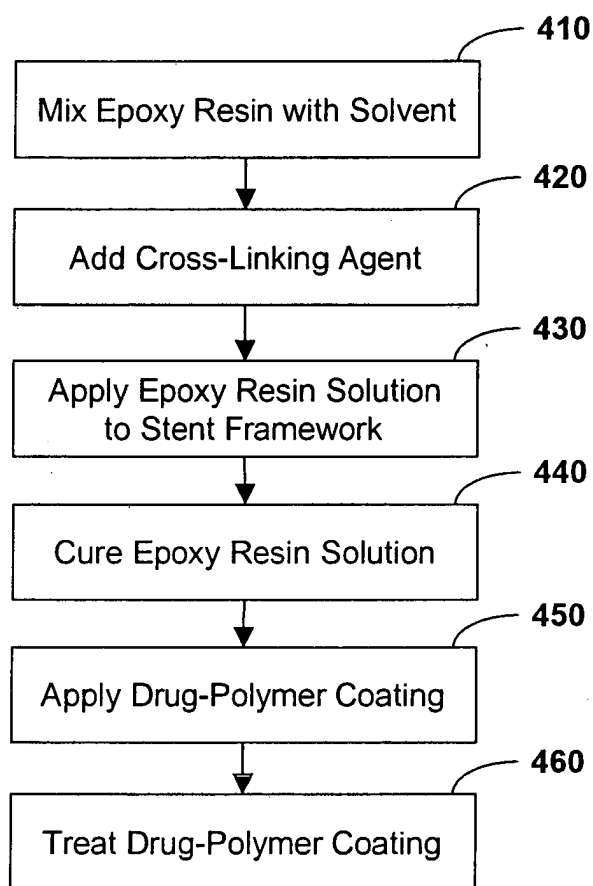 410
Mix Epoxy Resin with Solvent
420
Add Cross-Linking Agent
430
Apply Epoxy Resin Solution
to Stent Framework
440
Cure Epoxy Resin Solution
450
Apply Drug-Polymer Coating
460
Treat Drug-Polymer Coating